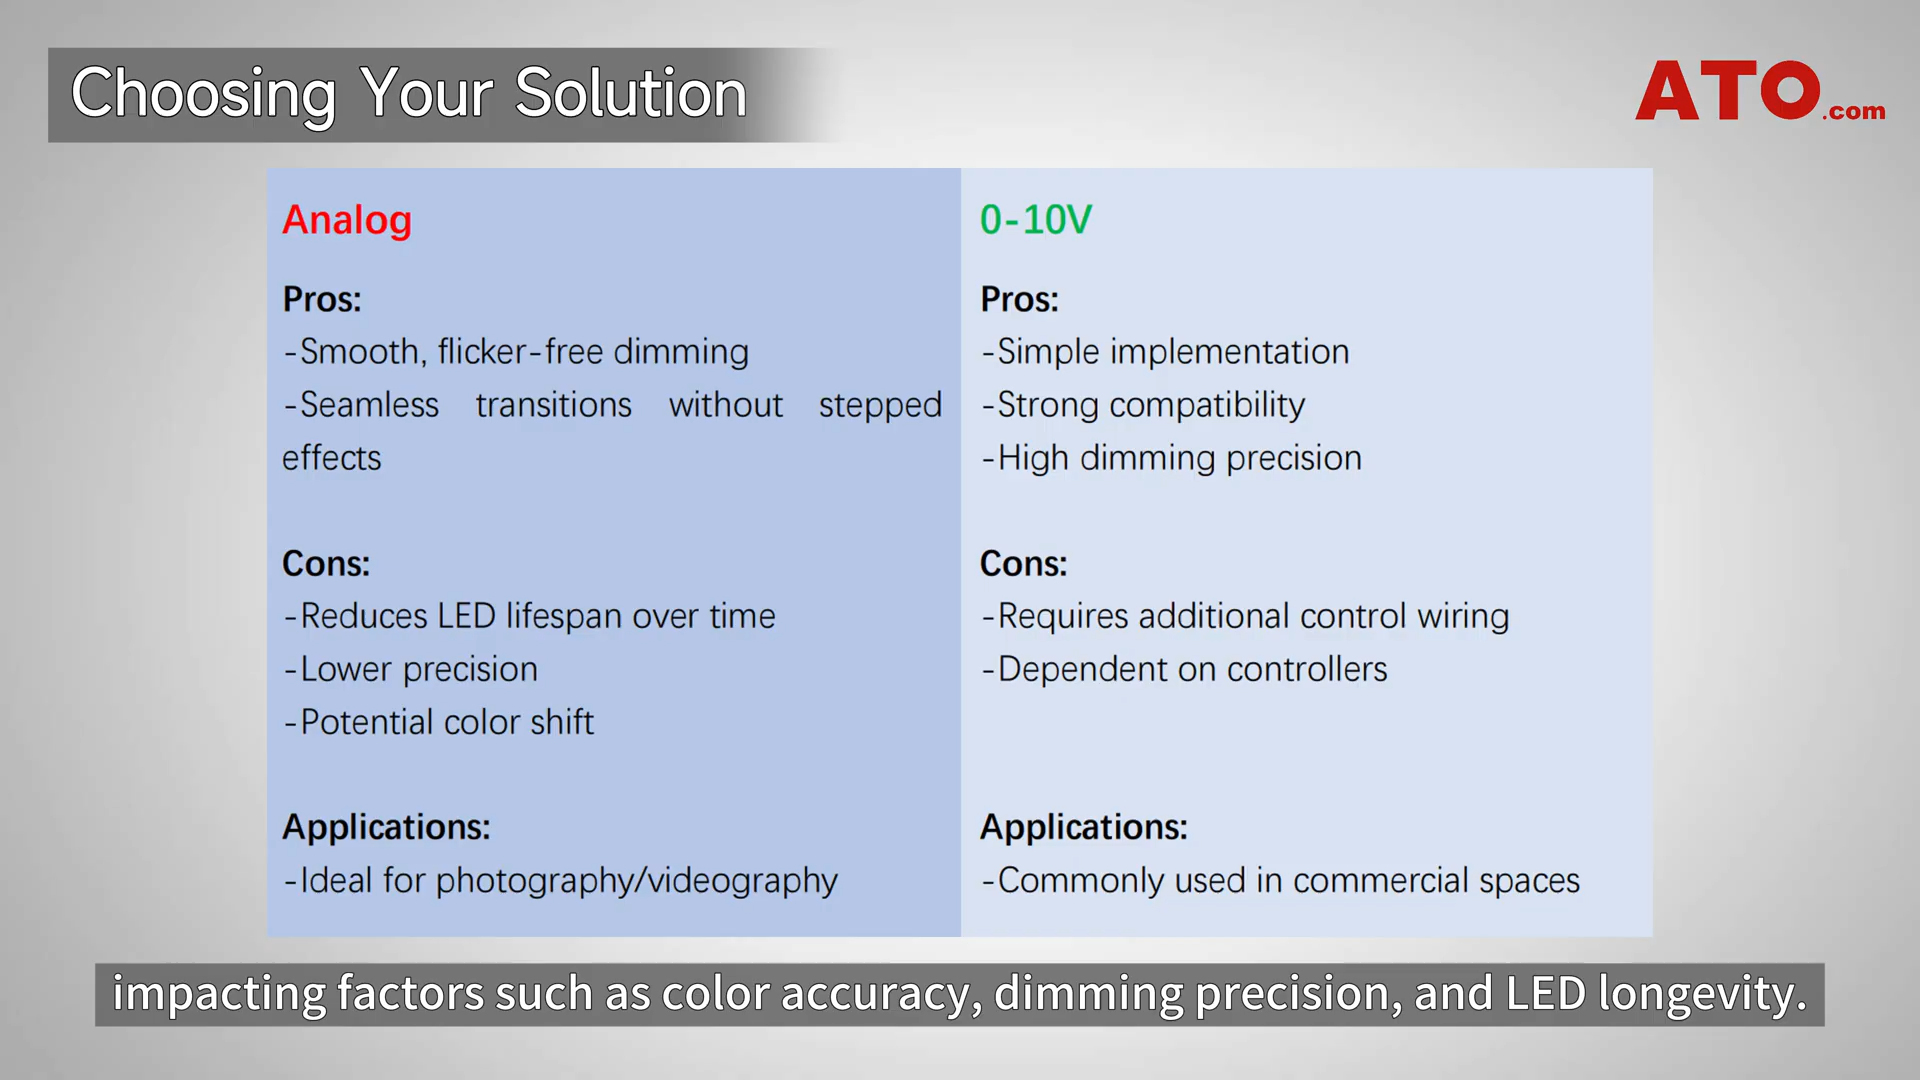 Choosing Your Solution
ATO.com
Analog
Pros:
-Smooth, flicker-free dimming
-Seamless transitions without stepped
effects
Cons:
-Reduces LED lifespan over time
-Lower precision
-Potential color shift
Applications:
-Ideal for photography/videography
0-10V
Pros:
-Simple implementation
-Strong compatibility
-High dimming precision
Cons:
-Requires additional control wiring
-Dependent on controllers
Applications:
-Commonly used in commercial spaces
impacting factors such as color accuracy, dimming precision, and LED longevity.